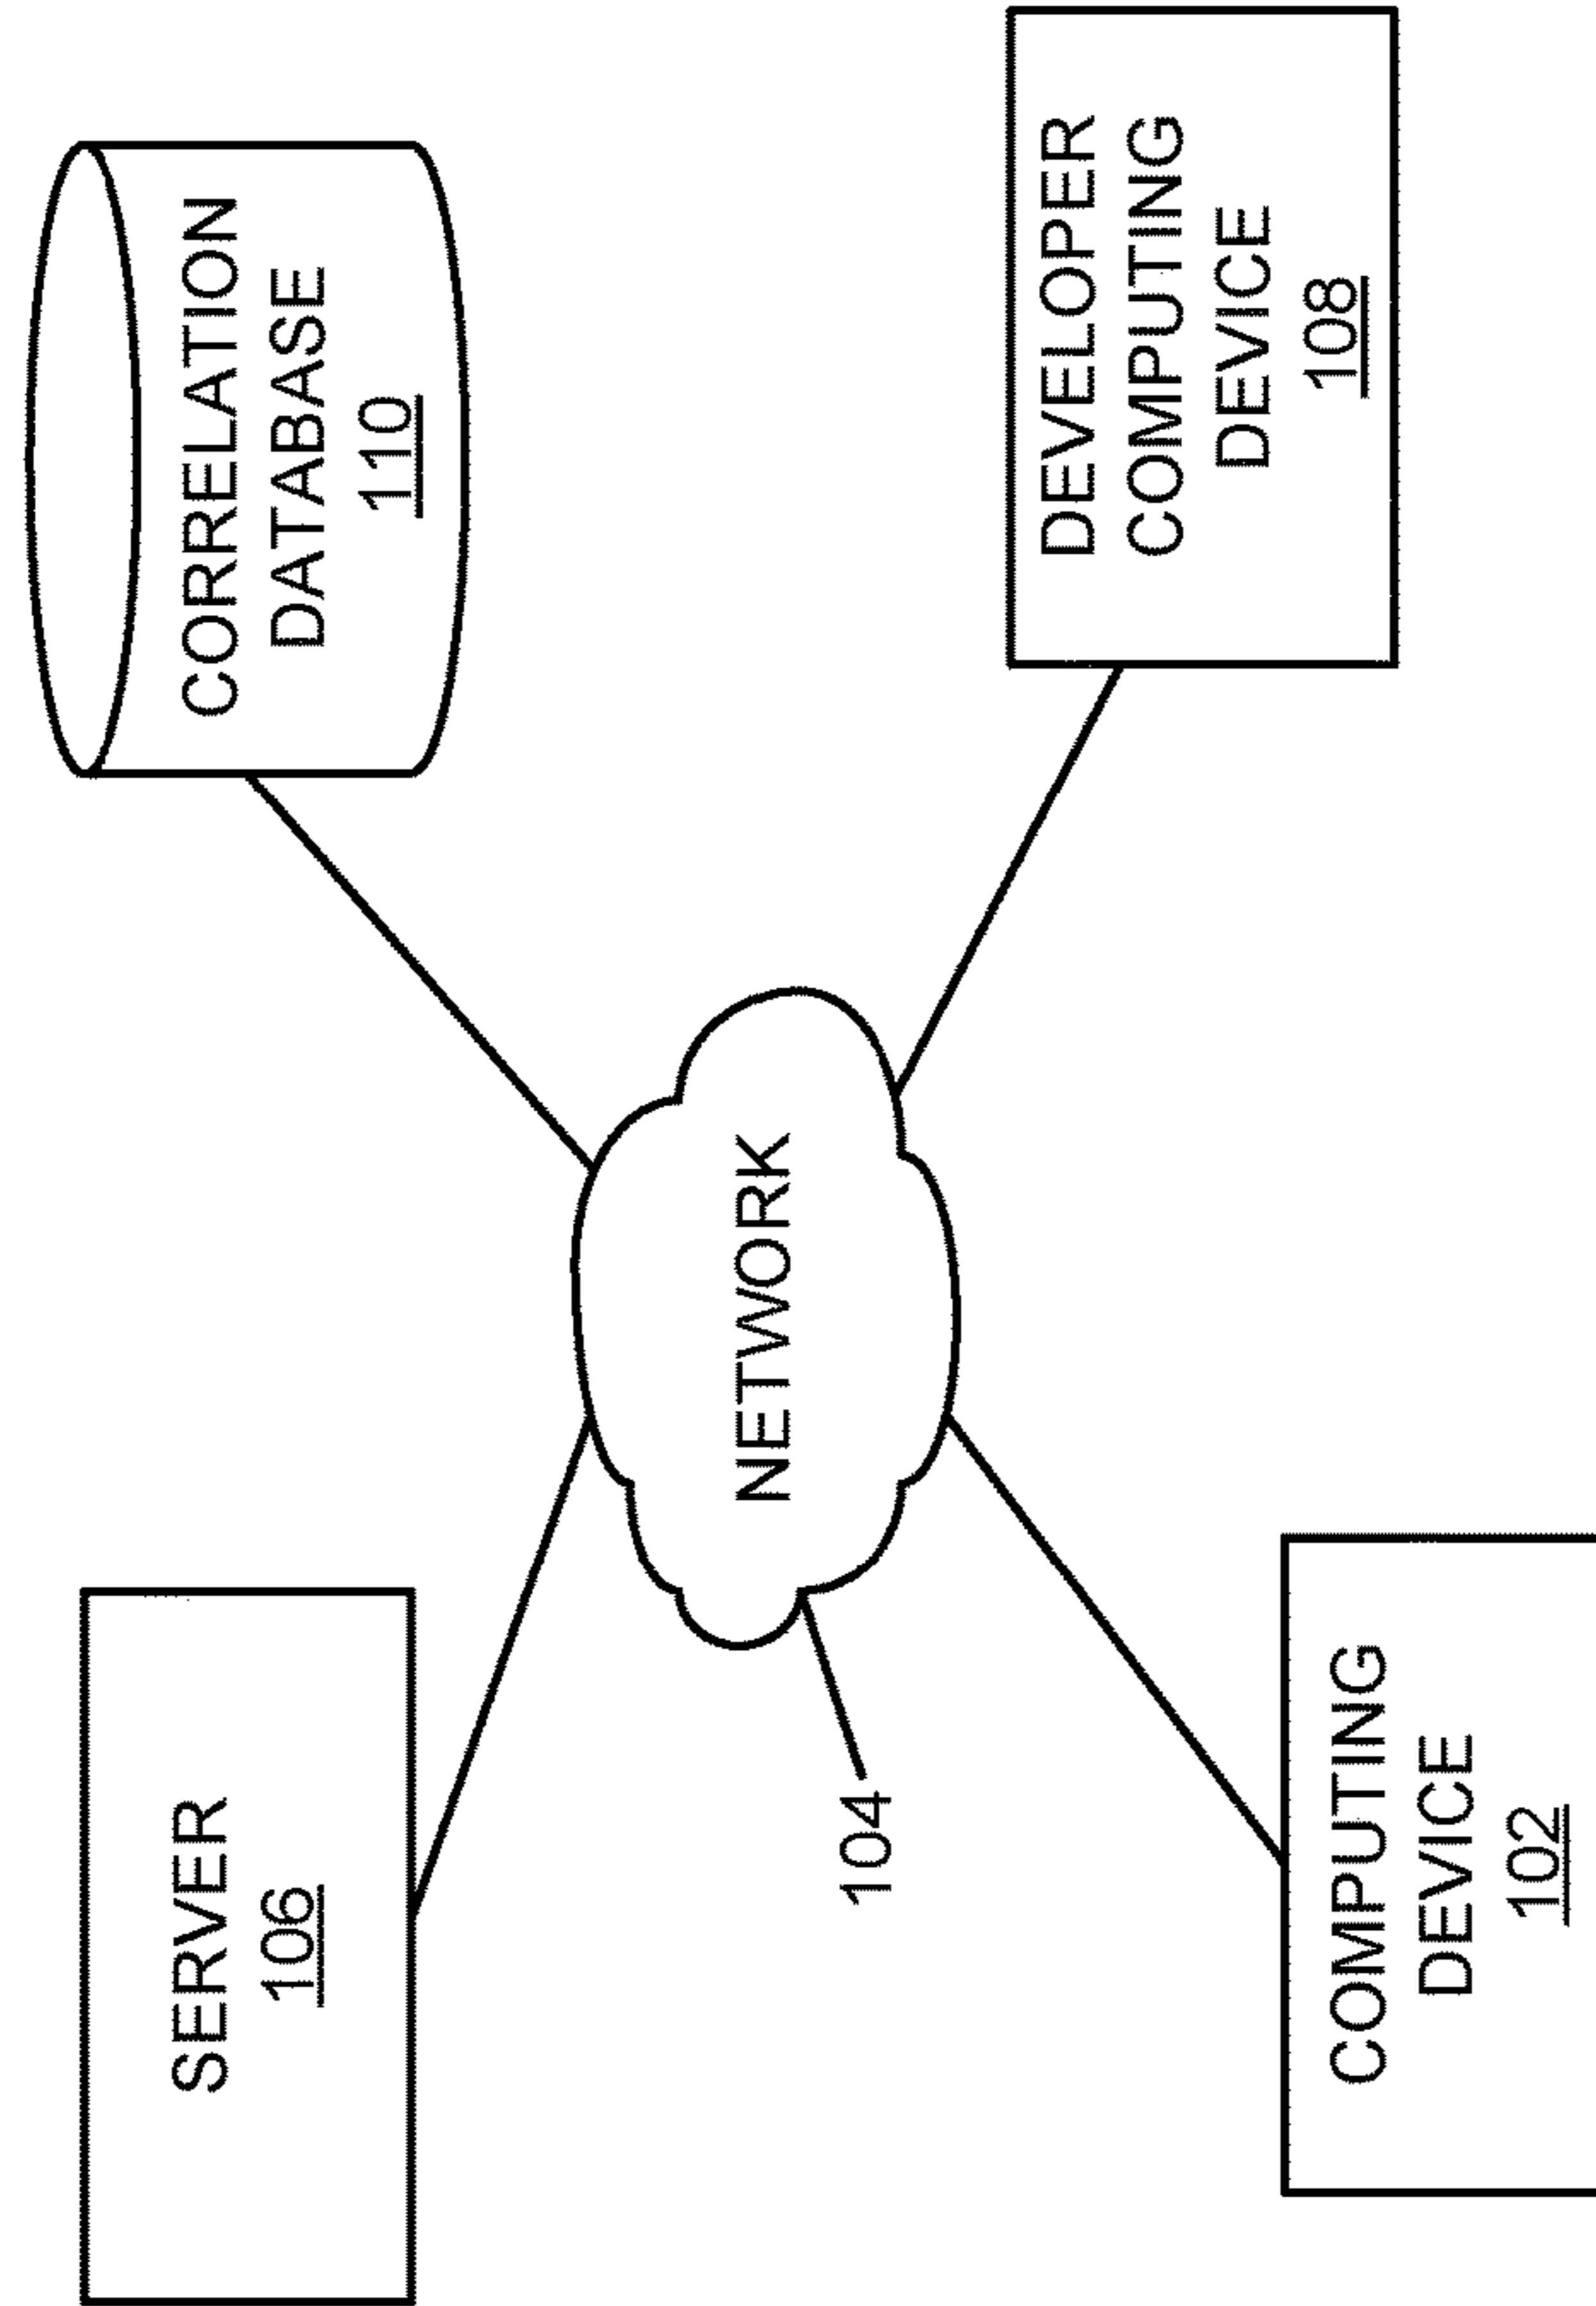 SERVER
106
CORRELATION
DATABASE
110
NETWORK
104
COMPUTING
DEVICE
102
DEVELOPER
COMPUTING
DEVICE
108